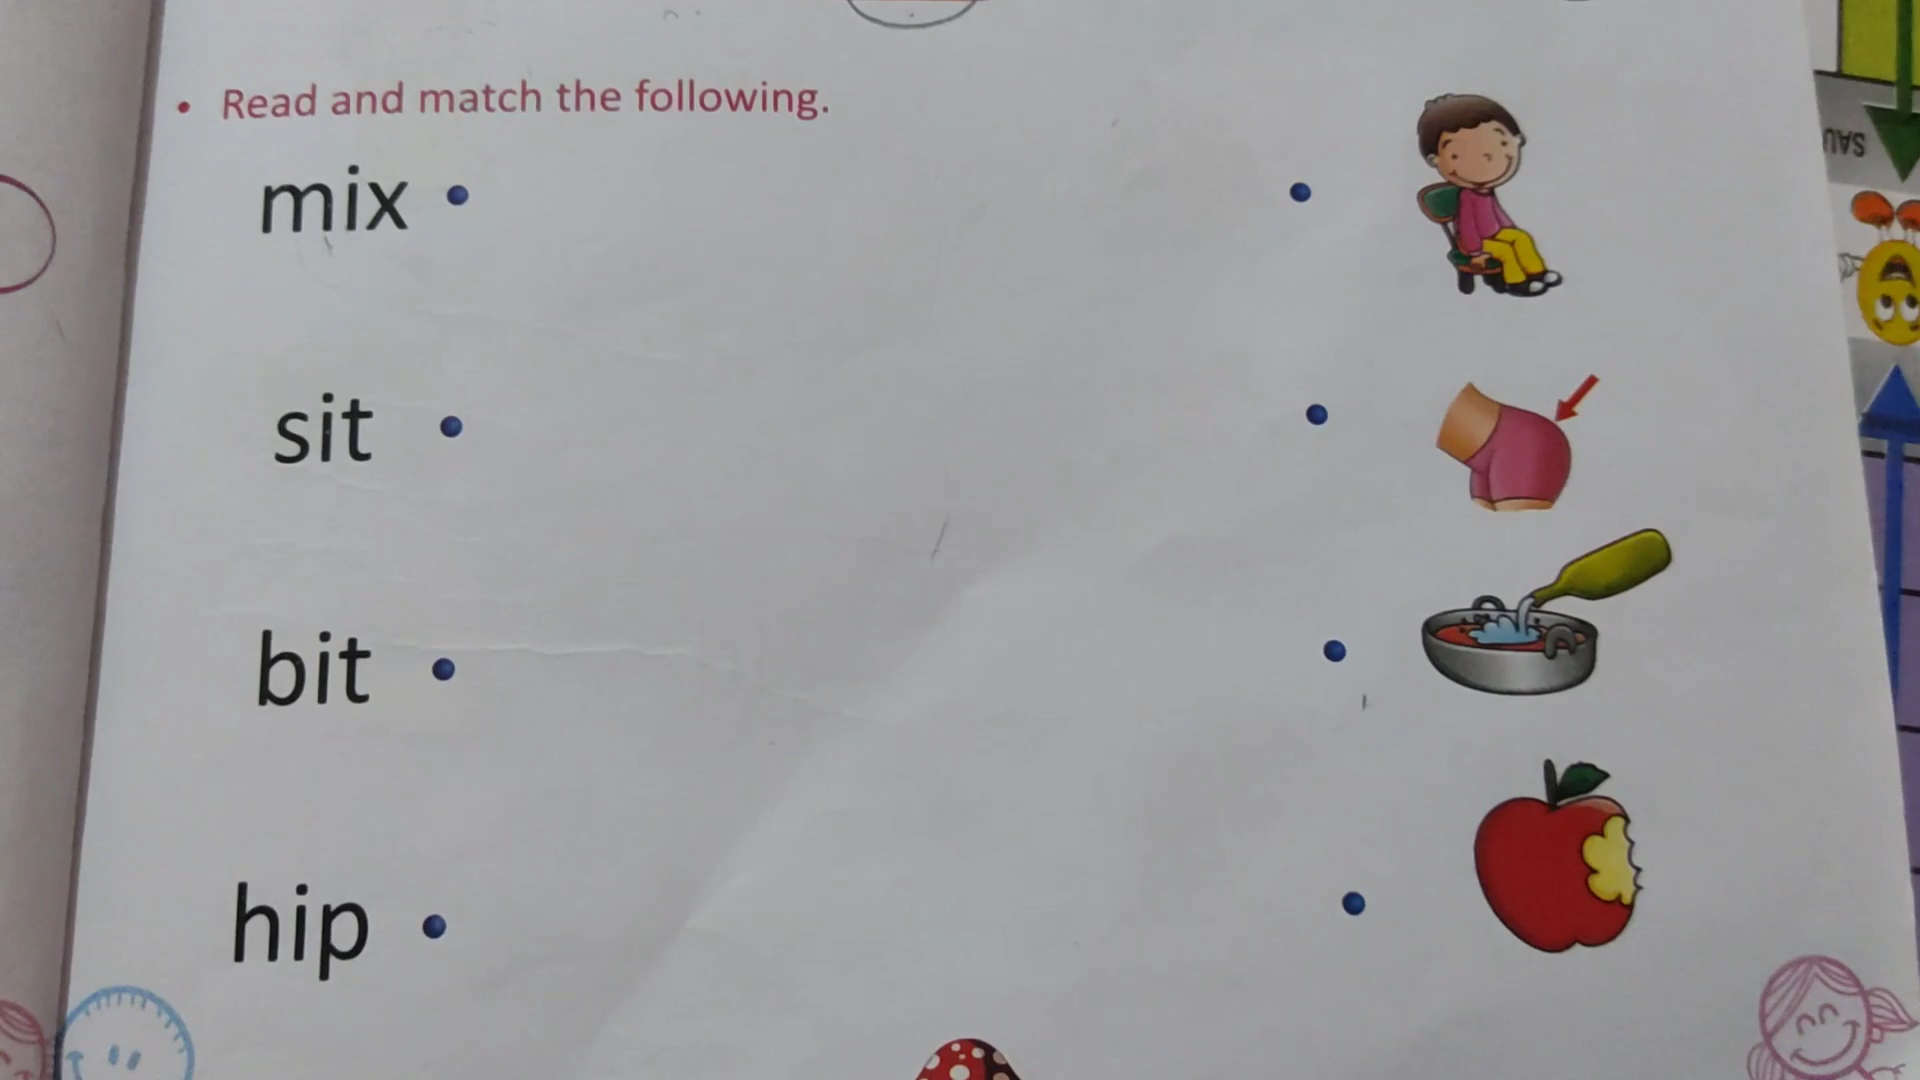 • Read and match the following.
mix
sit
bit
hip